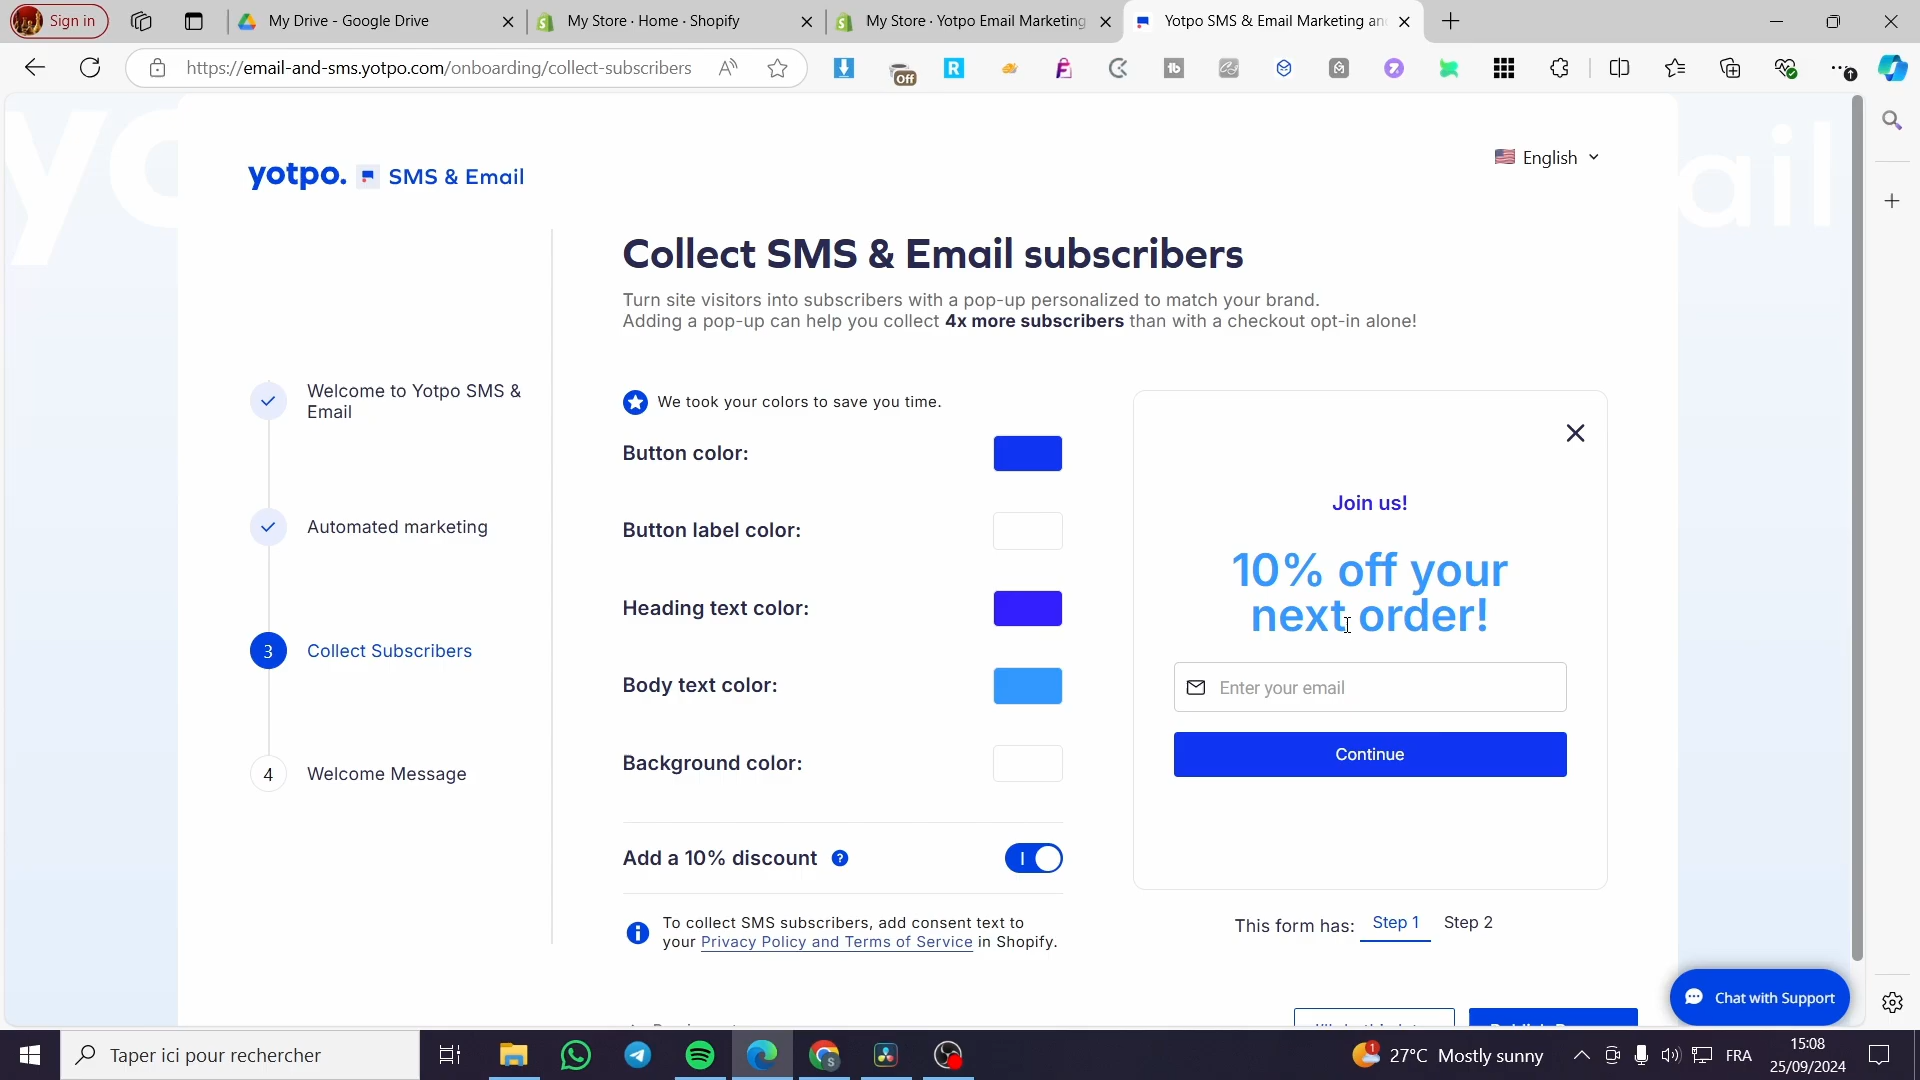 Sign in
My Drive - Google Drive
My Store · Home · Shopify
My Store · Yotpo Email Marketing
Yotpo SMS & Email Marketing an
https://email-and-sms.yotpo.com/onboarding/collect-subscribers
Off
yotpo. SMS & Email
English
Collect SMS & Email subscribers
Turn site visitors into subscribers with a pop-up personalized to match your brand.
Adding a pop-up can help you collect 4x more subscribers than with a checkout opt-in alone!
Welcome to Yotpo SMS &
Email
Automated marketing
3 Collect Subscribers
4 Welcome Message
We took your colors to save you time.
Button color:
Button label color:
Heading text color:
Body text color:
Background color:
Add a 10% discount ?
To collect SMS subscribers, add consent text to
your Privacy Policy and Terms of Service in Shopify.
Join us!
10% off your
next order!
Enter your email
Continue
This form has: Step 1 Step 2
Chat with Support
Taper ici pour rechercher
1
27°C Mostly sunny
FRA
15:08
25/09/2024